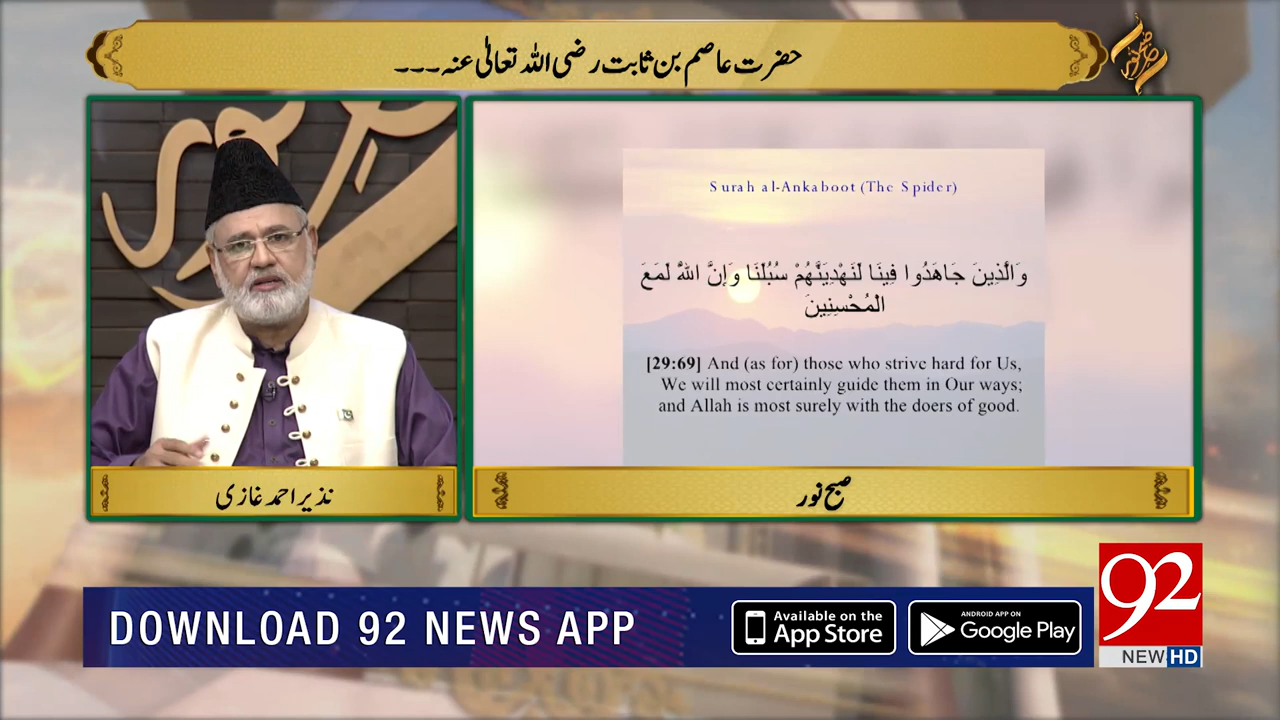 حضرت عاصم بن ثابت رضی اللہ تعالیٰ عنہ۔۔۔
Surah al-Ankaboot (The Spider)
وَالَّذِينَ جَاهَدُوا فِينَا لَنَهْدِيَنَّهُمْ سُبُلَنَا وَإِنَّ اللَّهَ لَمَعَ
الْمُحْسِنِينَ
[29:69] And (as for) those who strive hard for Us,
We will most certainly guide them in Our ways;
and Allah is most surely with the doers of good.
نذیر احمد غازی
صبح نور
DOWNLOAD 92 NEWS APP
Available on the
App Store
ANDROID APP ON
Google Play
92
NEWS HD